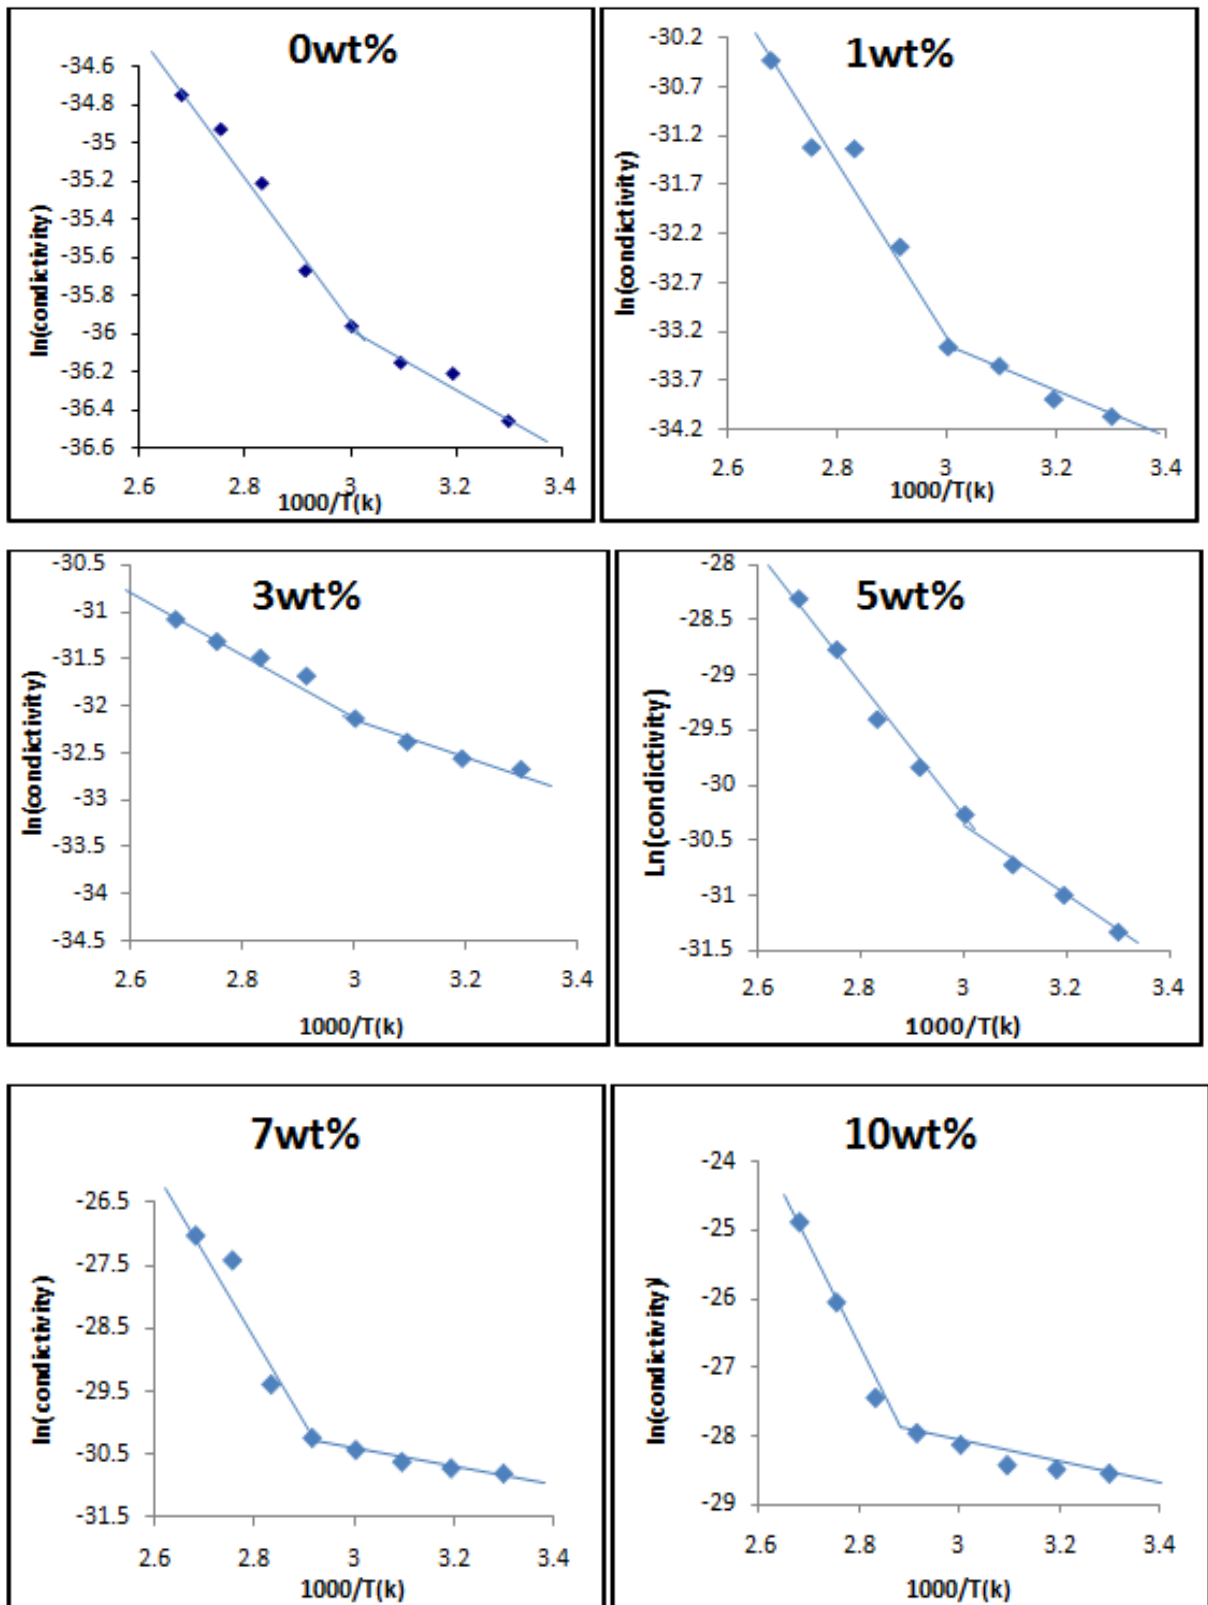 0wt%
-34.6
-34.8
-35
-35.2
-35.4
-35.6
-35.8
-36
-36.2
-36.4
-36.6
ln(condictivity)
2.6 2.8 3 3.2 3.4
1000/T(k)
1wt%
-30.2
-30.7
-31.2
-31.7
-32.2
-32.7
-33.2
-33.7
-34.2
ln(condictivity)
2.6 2.8 3 3.2 3.4
1000/T(k)
3wt%
-30.5
-31
-31.5
-32
-32.5
-33
-33.5
-34
-34.5
ln(condictivity)
2.6 2.8 3 3.2 3.4
1000/T(k)
5wt%
-28
-28.5
-29
-29.5
-30
-30.5
-31
-31.5
Ln(condictivity)
2.6 2.8 3 3.2 3.4
1000/T(k)
7wt%
-26.5
-27.5
-28.5
-29.5
-30.5
-31.5
ln(condictivity)
2.6 2.8 3 3.2 3.4
1000/T(k)
10wt%
-24
-25
-26
-27
-28
-29
ln(condictivity)
2.6 2.8 3 3.2 3.4
1000/T(k)